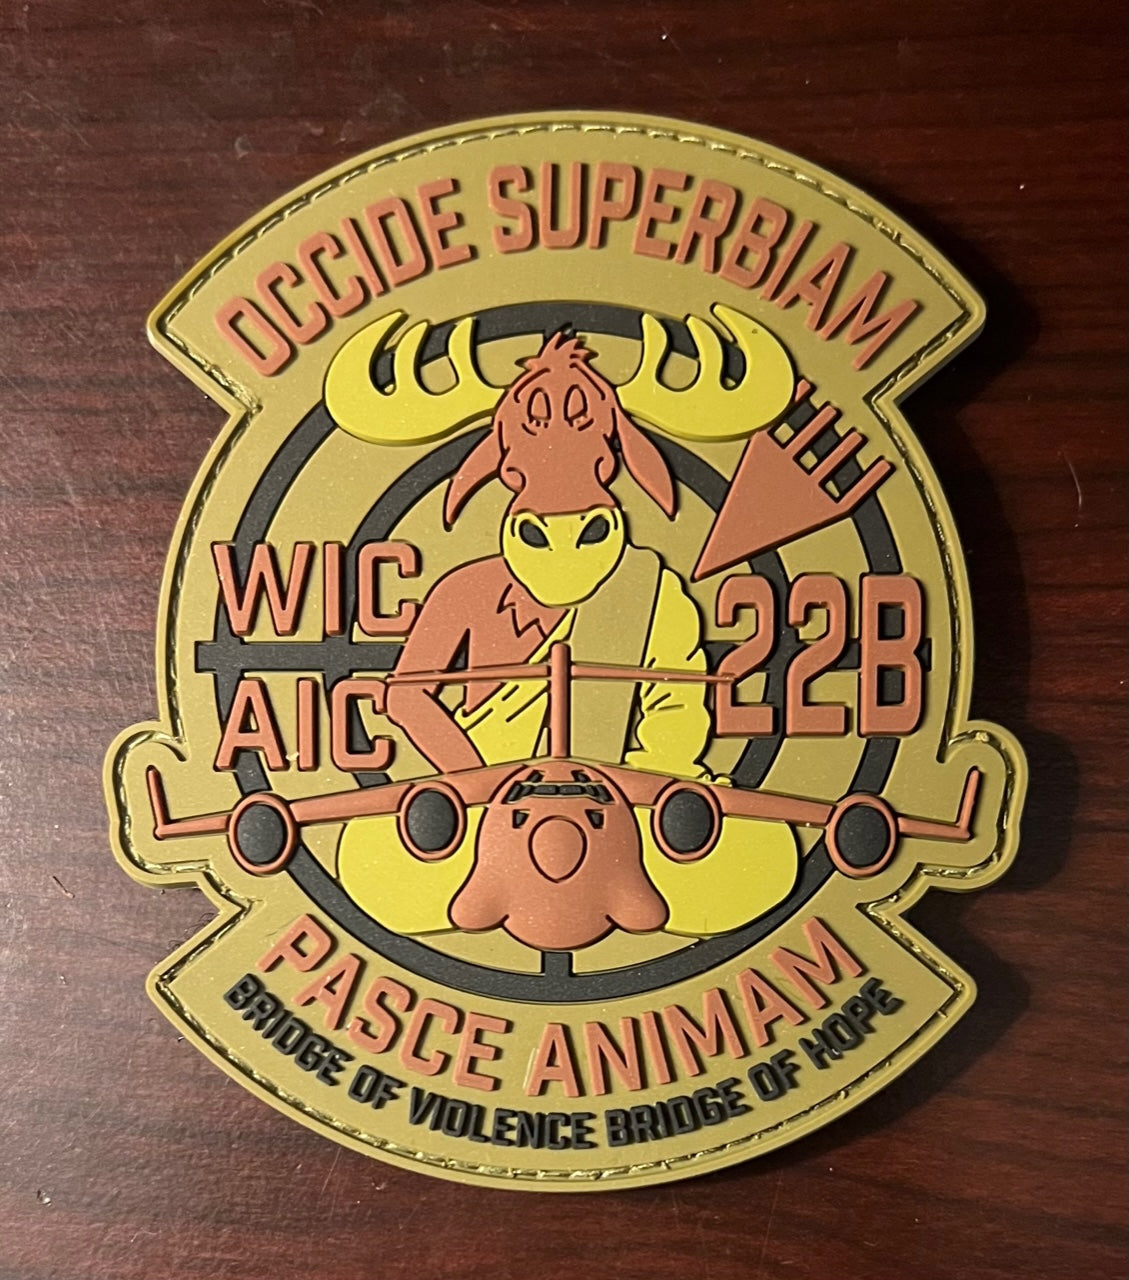 OCCIDE SUPERBIAM
WIC
AIC
22B
PASCE ANIMAM
BRIDGE OF VIOLENCE BRIDGE OF HOPE